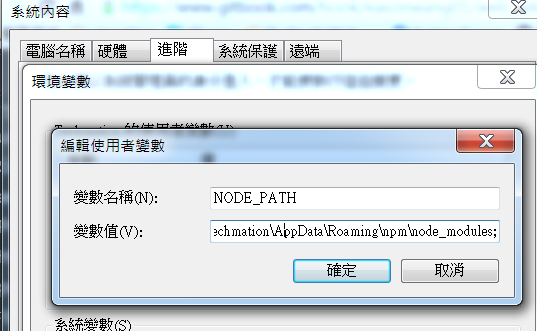 系統內容
電腦名稱
硬體
進階
系統保護
遠端
環境變數
編輯使用者變數
變數名稱(N):
NODE_PATH
變數值(V):
echmation\AppData\Roaming\npm\node_modules;
確定
取消
系統變數(S)